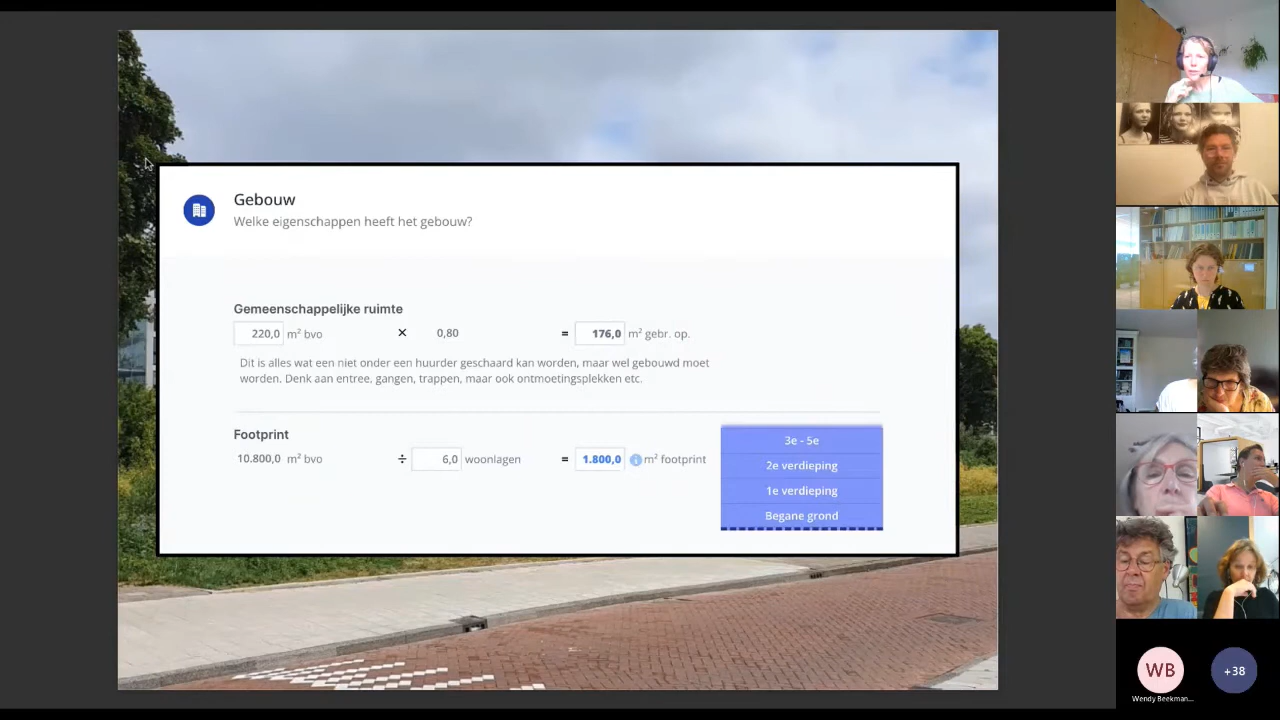 Gebouw
Welke eigenschappen heeft het gebouw?
Gemeenschappelijke ruimte
220,0 m² bvo × 0,80 = 176,0 m² gebr. op.
Dit is alles wat een niet onder een huurder geschaard kan worden, maar wel gebouwd moet
worden. Denk aan entree, gangen, trappen, maar ook ontmoetingsplekken etc.
Footprint
10.800,0 m² bvo ÷ 6,0 woonlagen = 1.800,0 i m² footprint
3e - 5e
2e verdieping
1e verdieping
Begane grond
WB
Wendy Beekman...
+38